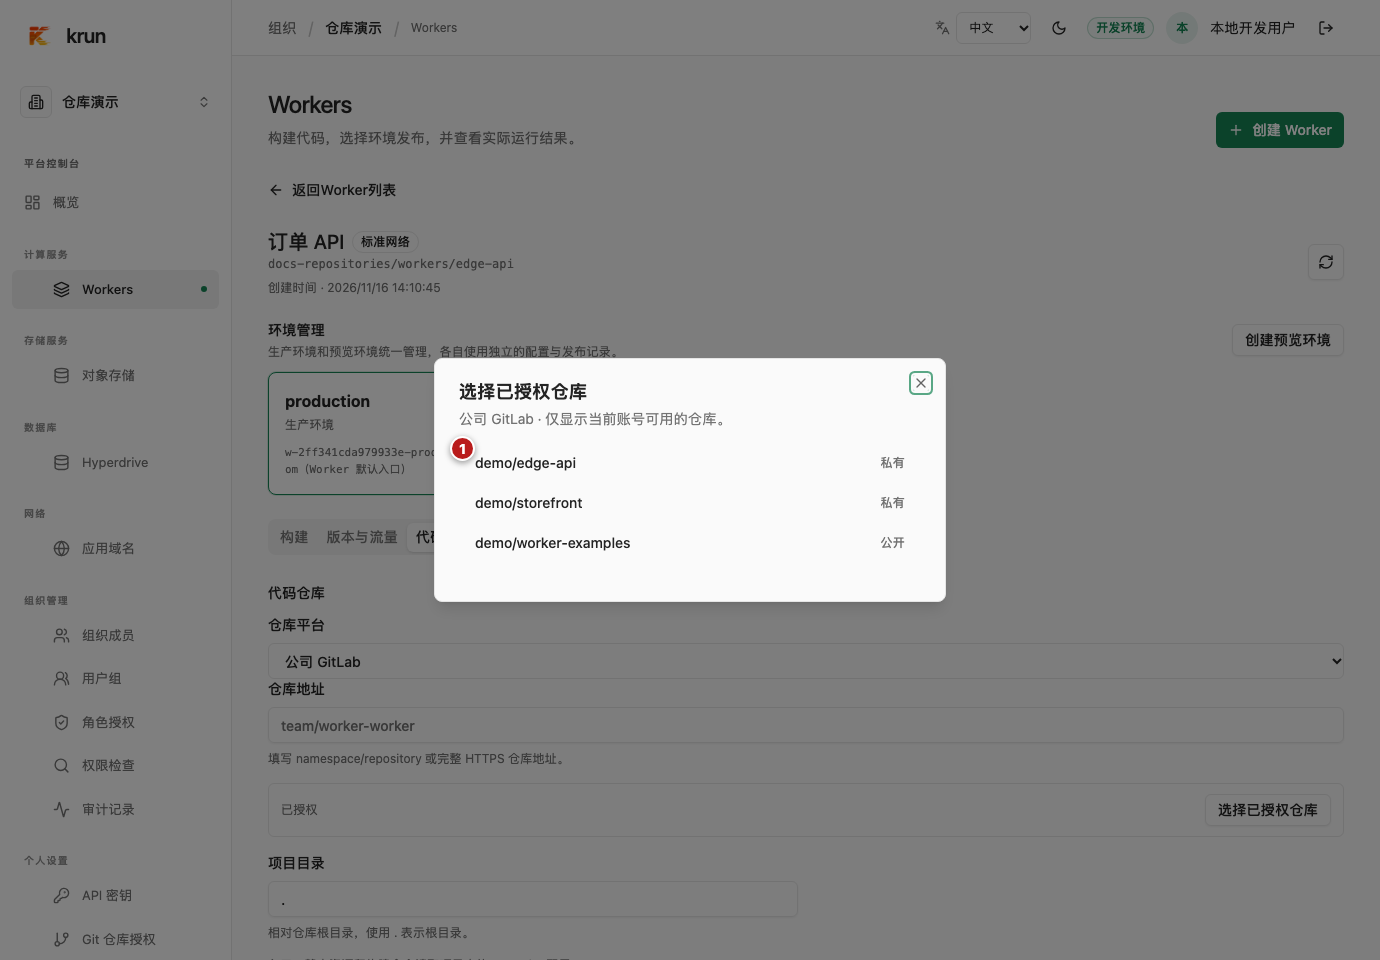 krun
组织 / 仓库演示 / Workers
中文
开发环境
本
本地开发用户
仓库演示
平台控制台
概览
计算服务
Workers
存储服务
对象存储
数据库
Hyperdrive
网络
应用域名
组织管理
组织成员
用户组
角色授权
权限检查
审计记录
个人设置
API 密钥
Git 仓库授权
Workers
构建代码，选择环境发布，并查看实际运行结果。
创建 Worker
返回Worker列表
订单 API 标准网络
docs-repositories/workers/edge-api
创建时间 · 2026/11/16 14:10:45
环境管理
生产环境和预览环境统一管理，各自使用独立的配置与发布记录。
创建预览环境
production
生产环境
w-2ff341cda979933e-proc
om (Worker 默认入口)
构建 版本与流量
选择已授权仓库
公司 GitLab · 仅显示当前账号可用的仓库。
1
demo/edge-api 私有
demo/storefront 私有
demo/worker-examples 公开
代码仓库
仓库平台
公司 GitLab
仓库地址
team/worker-worker
填写 namespace/repository 或完整 HTTPS 仓库地址。
已授权
选择已授权仓库
项目目录
.
相对仓库根目录，使用 . 表示根目录。